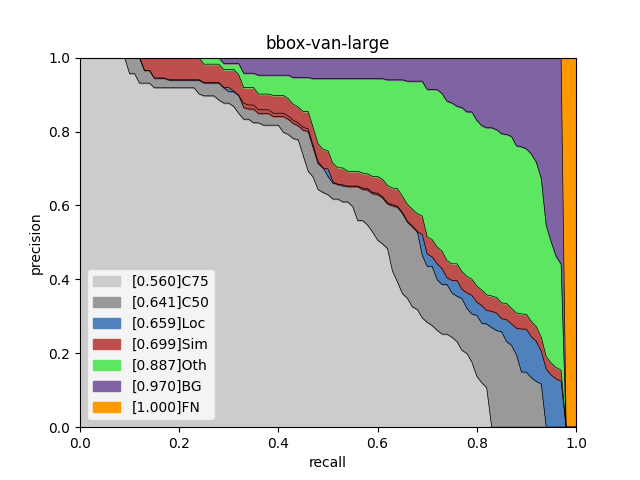 bbox-van-large
1.0
0.8
0.6
0.4
0.2
0.0
precision
[0.560]C75
[0.641]C50
[0.659]Loc
[0.699]Sim
[0.887]Oth
[0.970]BG
[1.000]FN
0.0 0.2 0.4 0.6 0.8 1.0
recall